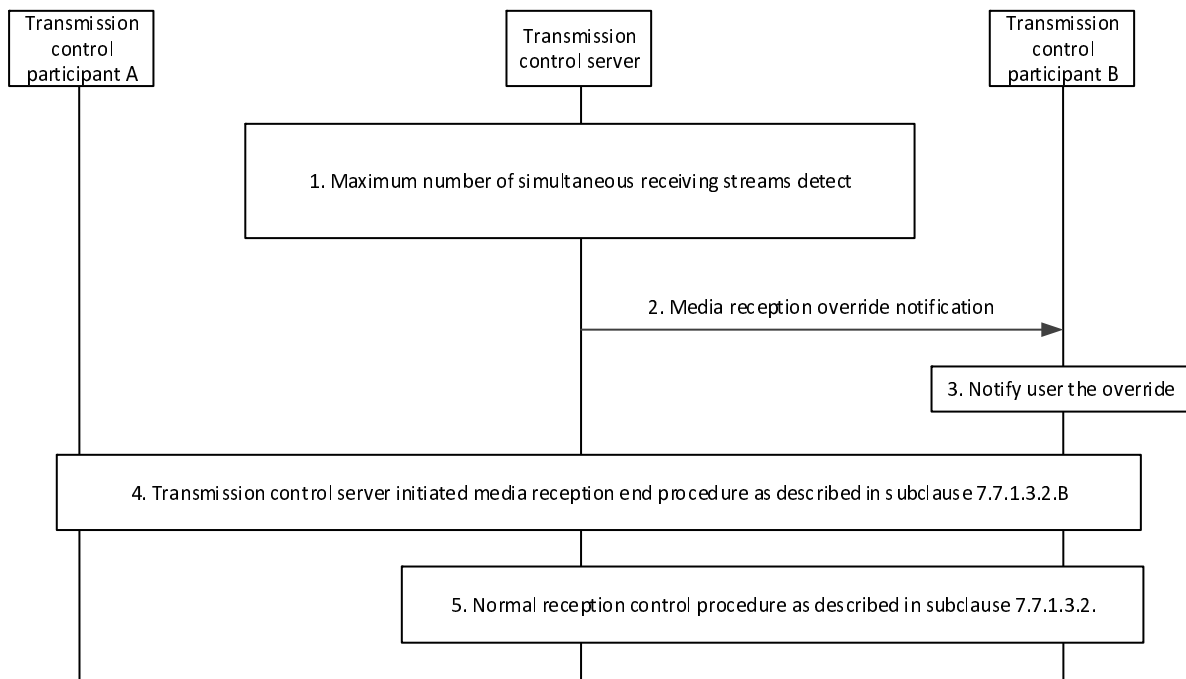 Transmission
control
participant A
Transmission
control server
Transmission
control
participant B
1. Maximum number of simultaneous receiving streams detect
2. Media reception override notification
3. Notify user the override
4. Transmission control server initiated media reception end procedure as described in subclause 7.7.1.3.2.B
5. Normal reception control procedure as described in subclause 7.7.1.3.2.